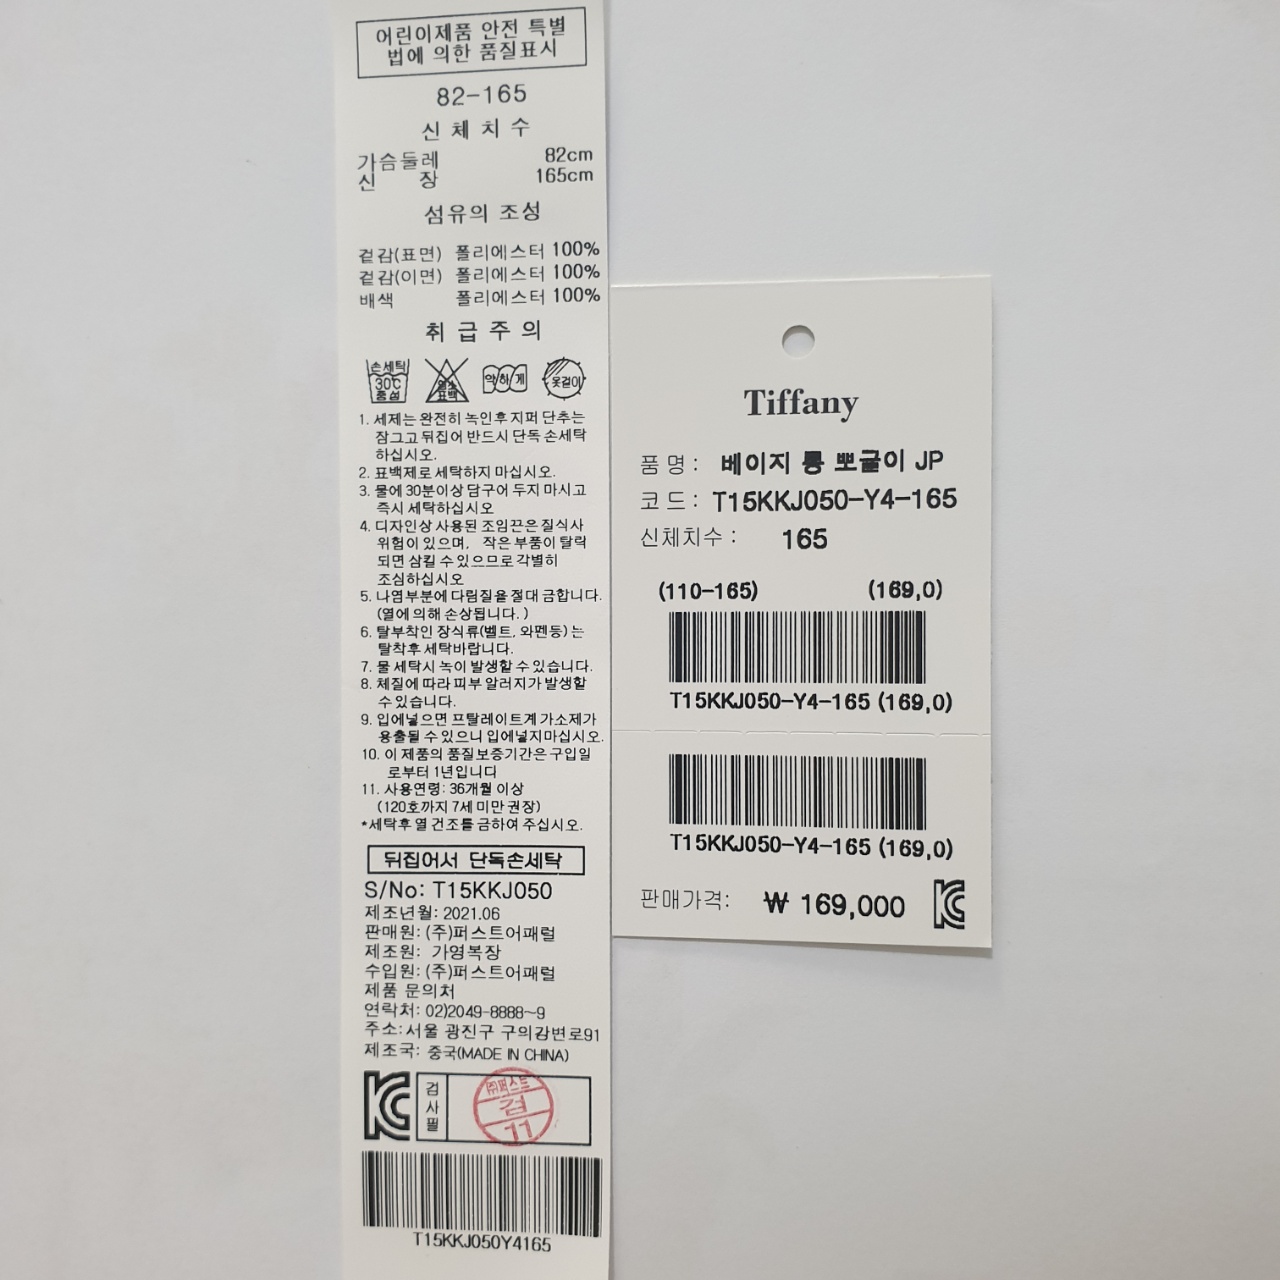 어린이제품 안전 특별
법에 의한 품질표시
82-165
신 체 치 수
가슴둘레 82cm
신 장 165cm
섬유의 조성
겉감(표면) 폴리에스터 100%
겉감(이면) 폴리에스터 100%
배색 폴리에스터 100%
취 급 주 의
손세탁
30℃
중성
염소
표백
약하게
옷걸이
1. 세제는 완전히 녹인후 지퍼 단추는
잠그고 뒤집어 반드시 단독 손세탁
하십시오.
2. 표백제로 세탁하지 마십시오.
3. 물에 30분이상 담구어 두지 마시고
즉시 세탁하십시오
4. 디자인상 사용된 조임끈은 질식사
위험이 있으며, 작은 부품이 탈락
되면 삼킬 수 있으므로 각별히
조심하십시오
5. 나염부분에 다림질을 절대 금합니다.
(열에 의해 손상됩니다. )
6. 탈부착인 장식류(벨트, 와펜등) 는
탈착후 세탁바랍니다.
7. 물 세탁시 녹이 발생할 수 있습니다.
8. 체질에 따라 피부 알러지가 발생할
수 있습니다.
9. 입에넣으면 프탈레이트계 가소제가
용출될 수있으니 입에넣지마십시오.
10. 이 제품의 품질보증기간은 구입일
로부터 1년입니다
11. 사용연령: 36개월 이상
(120호까지 7세 미만 권장)
*세탁후 열 건조를 금하여 주십시오.
뒤집어서 단독손세탁
S/No: T15KKJ050
제조년월: 2021.06
판매원: (주)퍼스트어패럴
제조원: 가영복장
수입원: (주)퍼스트어패럴
제품 문의처
연락처: 02)2049-8888~9
주소:서울 광진구 구의강변로91
제조국: 중국(MADE IN CHINA)
KC
검사필
㈜퍼스트
검
11
T15KKJ050Y4165
Tiffany
품 명 : 베이지 롱 뽀글이 JP
코 드 : T15KKJ050-Y4-165
신체치수 : 165
(110-165) (169,0)
T15KKJ050-Y4-165 (169,0)
T15KKJ050-Y4-165 (169,0)
판매가격: ₩ 169,000
KC